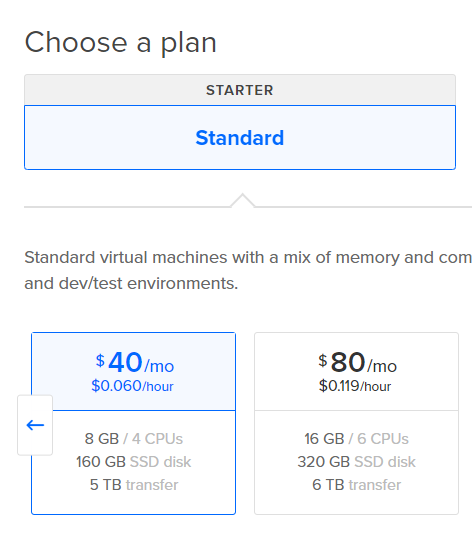 Choose a plan
STARTER
Standard
Standard virtual machines with a mix of memory and com
and dev/test environments.
$40/mo
$0.060/hour
8 GB / 4 CPUs
160 GB SSD disk
5 TB transfer
$80/mo
$0.119/hour
16 GB / 6 CPUs
320 GB SSD disk
6 TB transfer